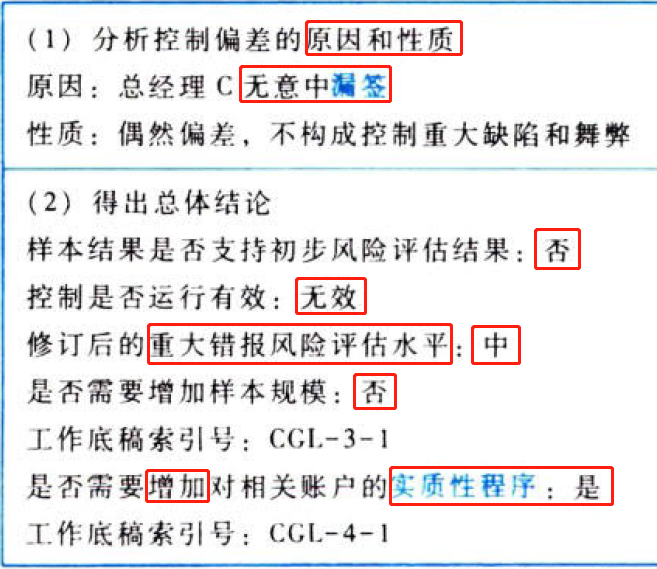 (1) 分析控制偏差的原因和性质
原因: 总经理 C 无意中漏签
性质: 偶然偏差, 不构成控制重大缺陷和舞弊
(2) 得出总体结论
样本结果是否支持初步风险评估结果: 否
控制是否运行有效: 无效
修订后的重大错报风险评估水平: 中
是否需要增加样本规模: 否
工作底稿索引号: CGL-3-1
是否需要增加对相关账户的实质性程序: 是
工作底稿索引号: CGL-4-1